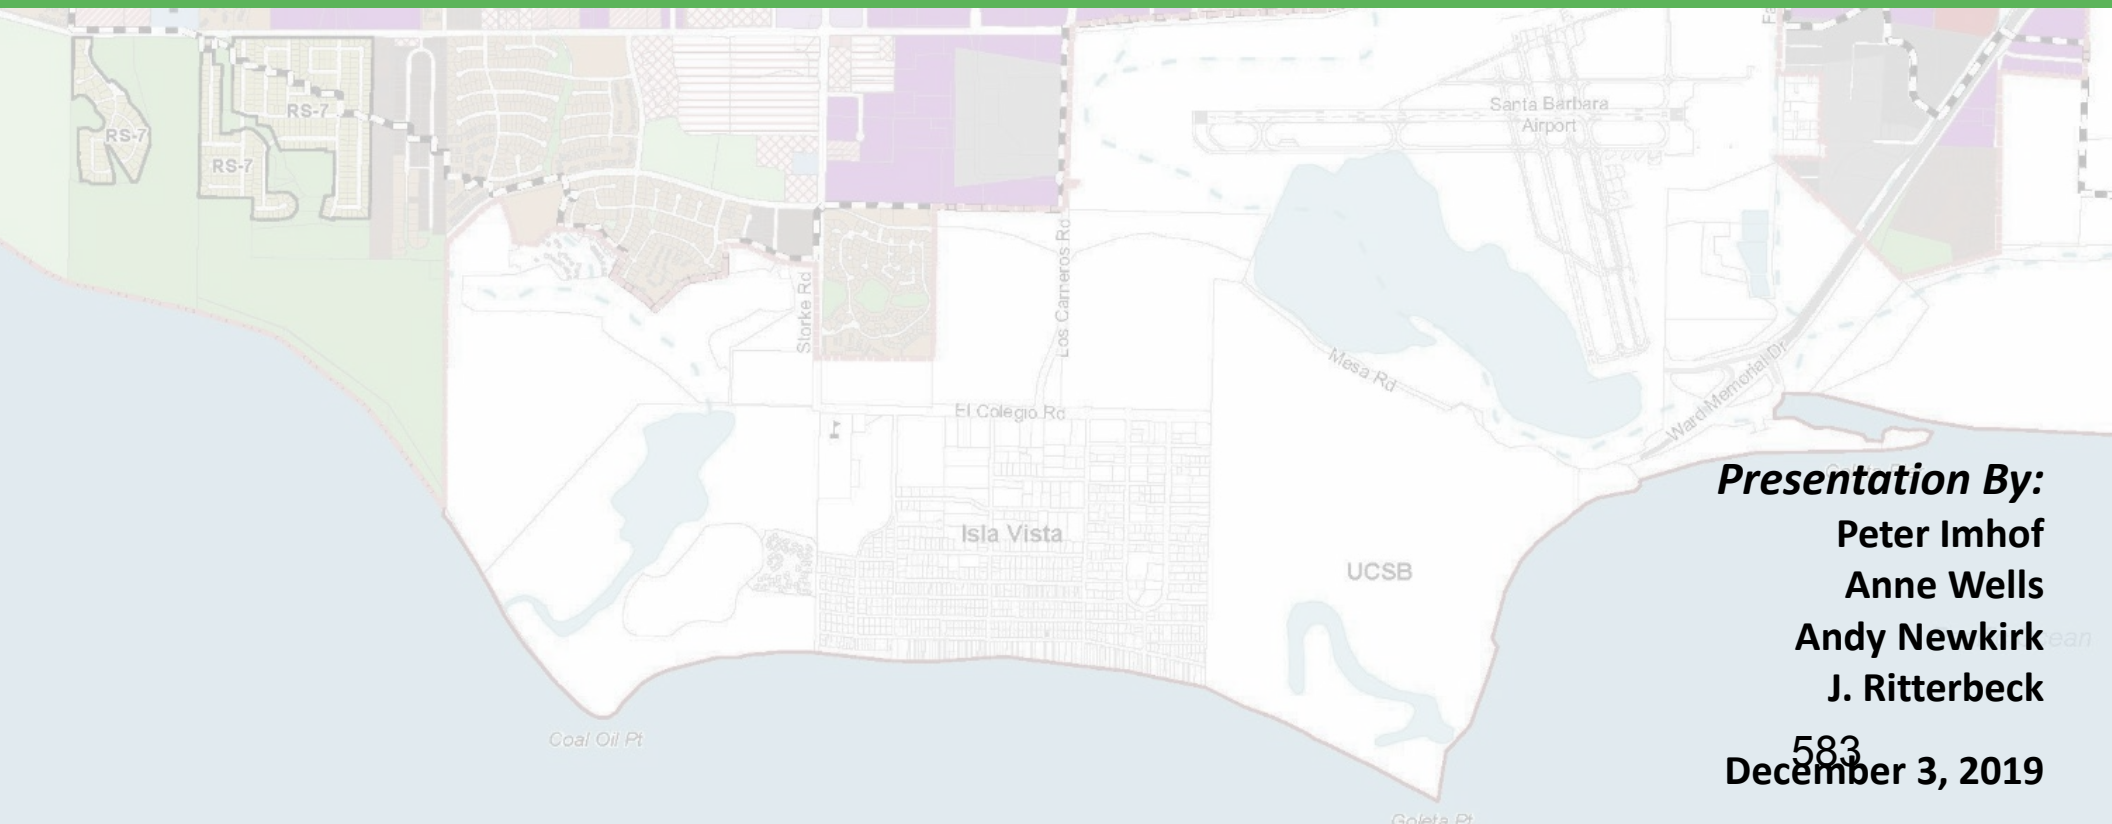 RS-7
RS-7
RS-7
Santa Barbara
Airport
Storke Rd
Los Carneros Rd
Mesa Rd
Ward Memorial Dr
El Colegio Rd
Isla Vista
UCSB
Coal Oil Pt
Goleta Pt
Presentation By:
Peter Imhof
Anne Wells
Andy Newkirk
J. Ritterbeck
583
December 3, 2019